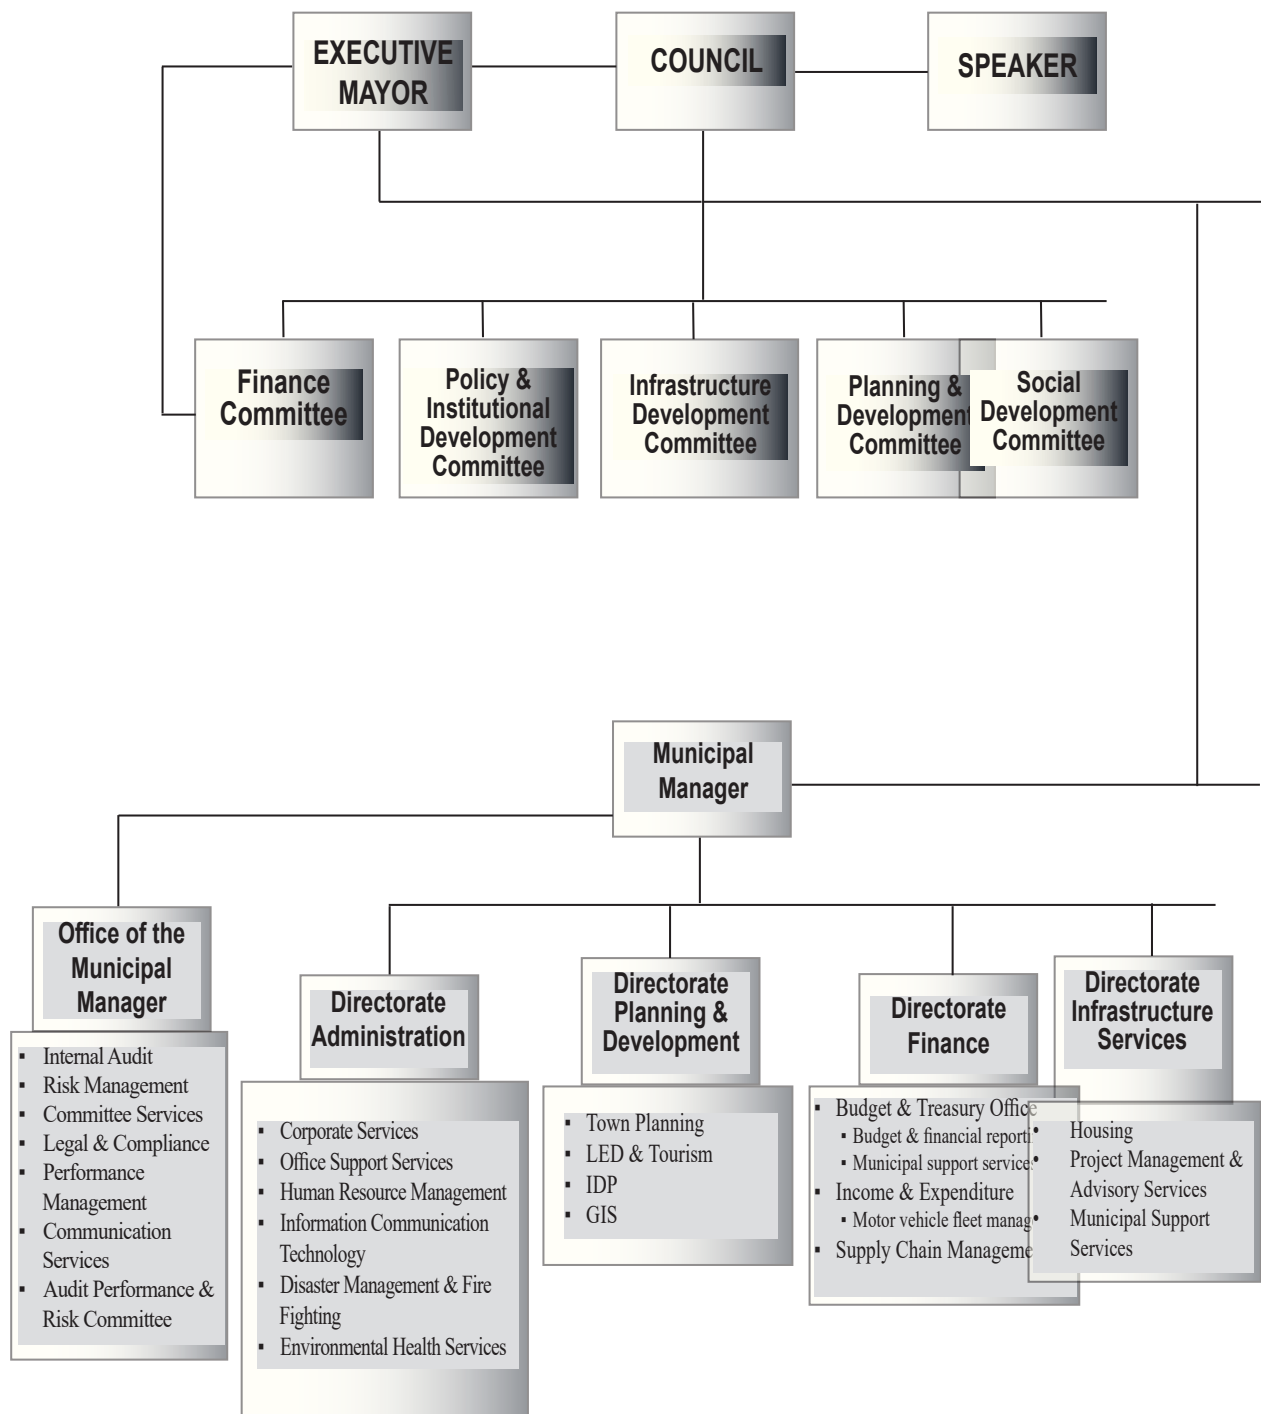 EXECUTIVE
MAYOR
COUNCIL
SPEAKER
Finance
Committee
Policy &
Institutional
Development
Committee
Infrastructure
Development
Committee
Planning &
Development
Committee
Social
Development
Committee
Municipal
Manager
Office of the
Municipal
Manager
▪ Internal Audit
▪ Risk Management
▪ Committee Services
▪ Legal & Compliance
▪ Performance
Management
▪ Communication
Services
▪ Audit Performance &
Risk Committee
Directorate
Administration
▪ Corporate Services
▪ Office Support Services
▪ Human Resource Management
▪ Information Communication
Technology
▪ Disaster Management & Fire
Fighting
▪ Environmental Health Services
Directorate
Planning &
Development
▪ Town Planning
▪ LED & Tourism
▪ IDP
▪ GIS
Directorate
Finance
▪ Budget & Treasury Office
▪ Budget & financial reporti
▪ Municipal support services
▪ Income & Expenditure
▪ Motor vehicle fleet manag
▪ Supply Chain Manageme
Directorate
Infrastructure
Services
• Housing
• Project Management &
Advisory Services
• Municipal Support
Services